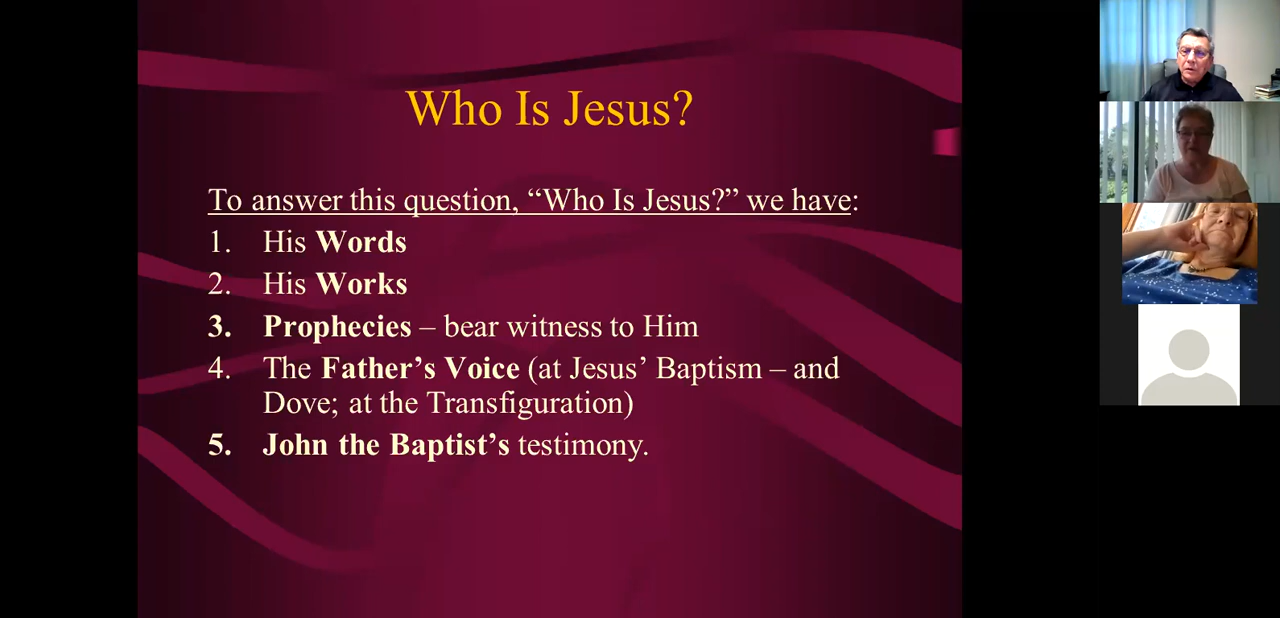 Who Is Jesus?
To answer this question, “Who Is Jesus?” we have:
1. His Words
2. His Works
3. Prophecies – bear witness to Him
4. The Father’s Voice (at Jesus’ Baptism – and
Dove; at the Transfiguration)
5. John the Baptist’s testimony.